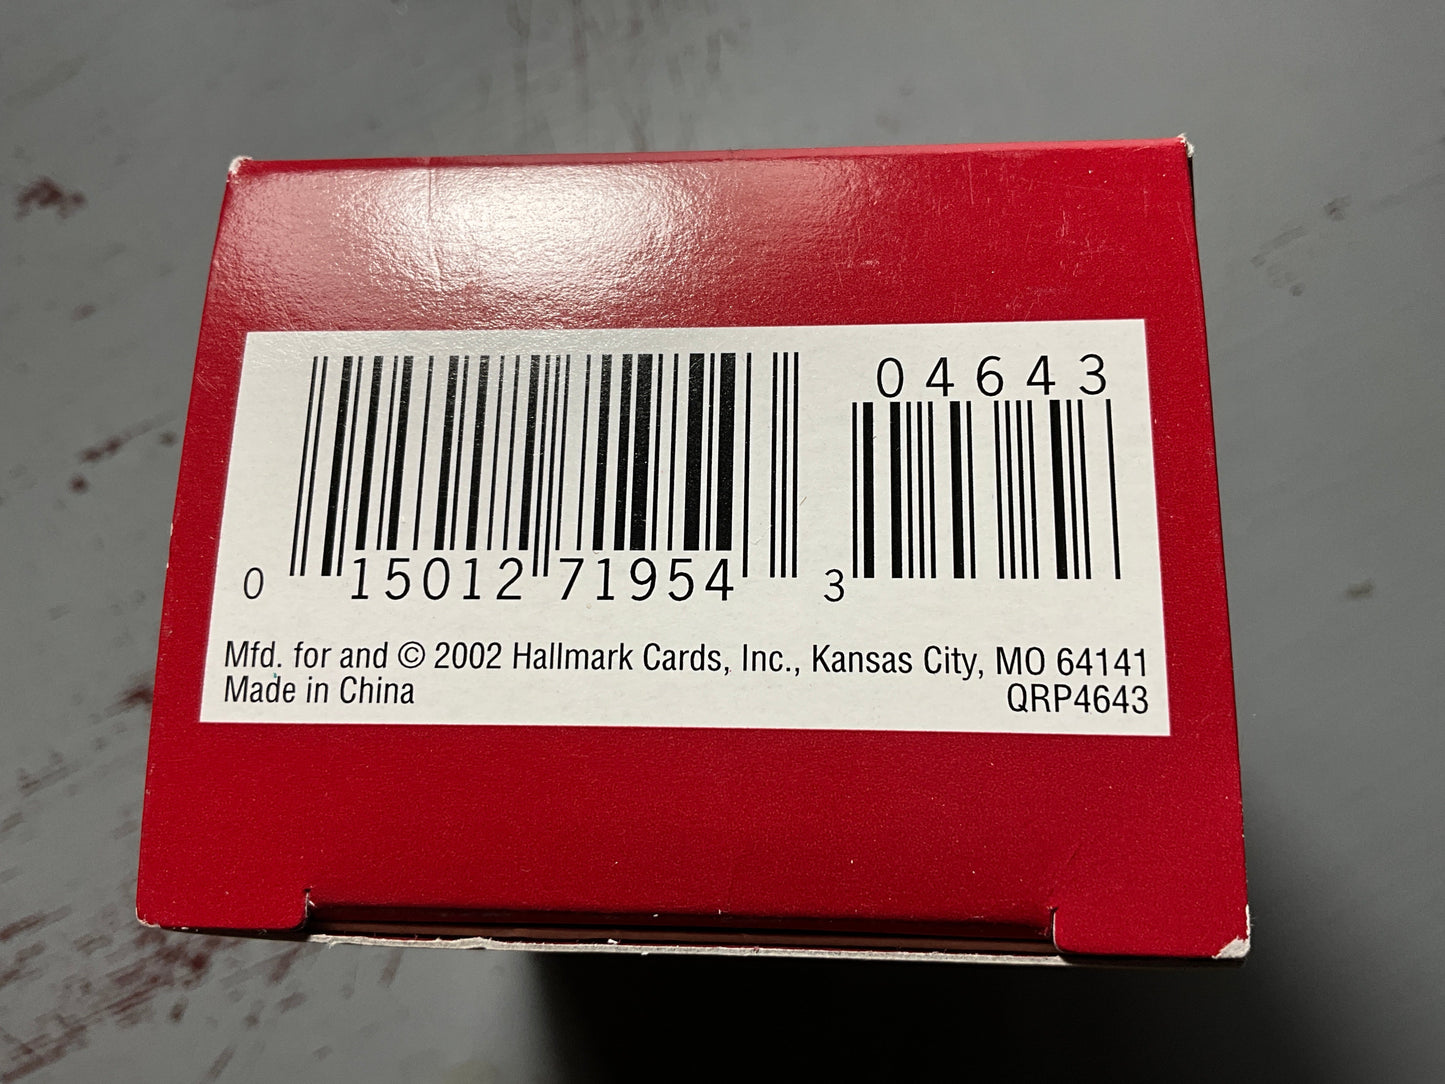 04643
0 15012 71954 3
Mfd. for and © 2002 Hallmark Cards, Inc., Kansas City, MO 64141
Made in China QRP4643